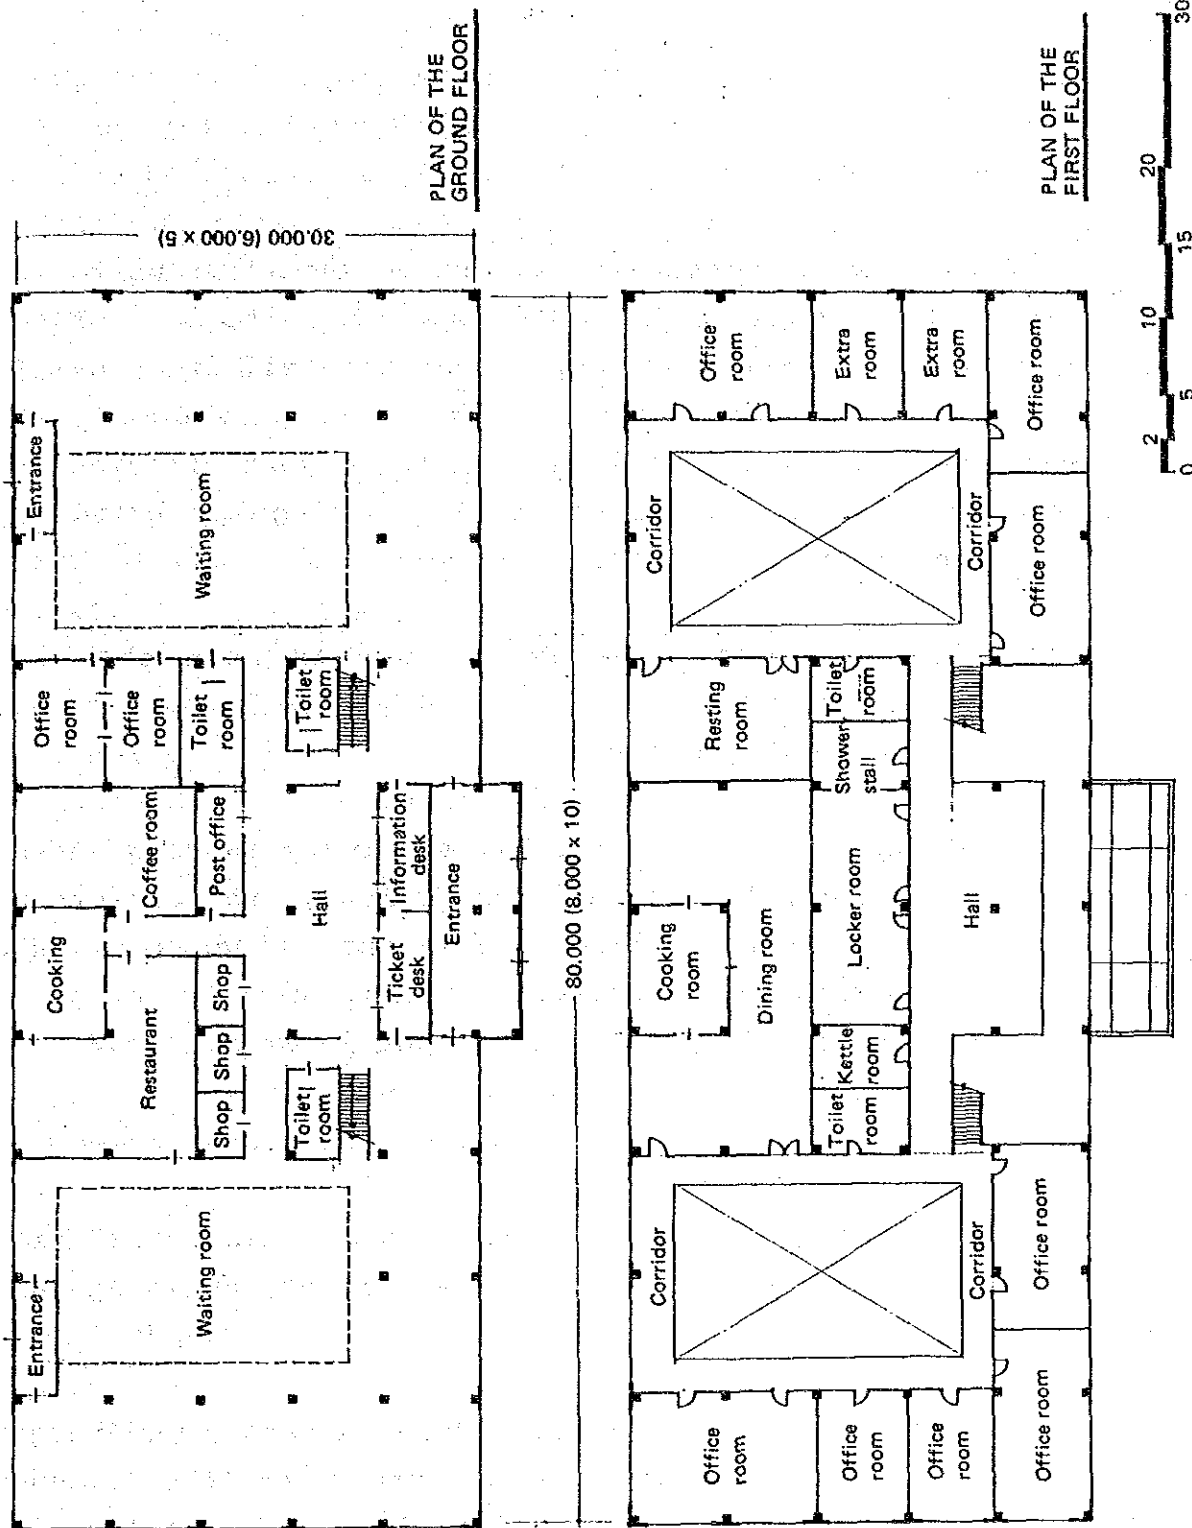 PLAN OF THE
GROUND FLOOR
30.000 (6.000 x 5)
Entrance
Waiting room
Restaurant
Cooking
Shop
Shop
Shop
Coffee room
Post office
Office
room
Office
room
Toilet
room
Entrance
Waiting room
Toilet
room
Hall
Toilet
room
Ticket
desk
Information
desk
Entrance
80.000 (8.000 x 10)
PLAN OF THE
FIRST FLOOR
Office
room
Office
room
Office
room
Office room
Office room
Corridor
Corridor
Cooking
room
Dining room
Resting
room
Toilet
room
Kettle
room
Locker room
Shower
stall
Toilet
room
Hall
Corridor
Corridor
Office
room
Extra
room
Extra
room
Office room
Office room
0 2 5 10 15 20 30